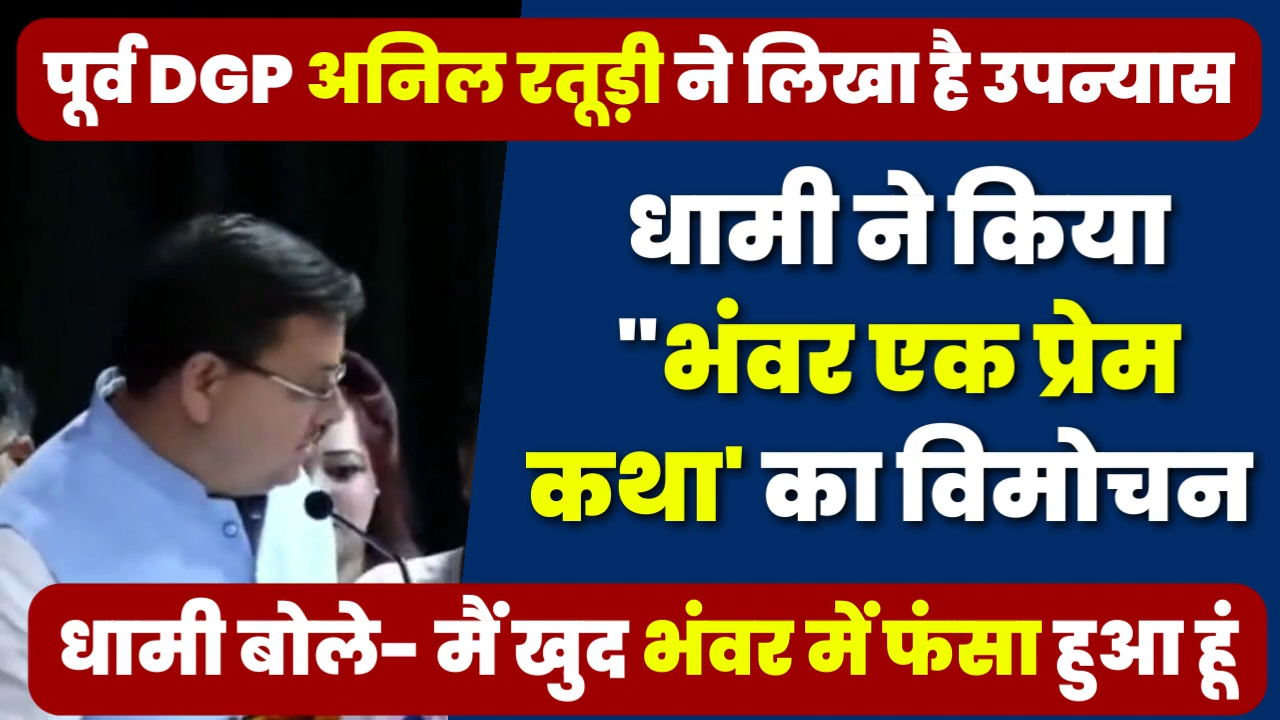 पूर्व DGP अनिल रतूड़ी ने लिखा है उपन्यास
धामी ने किया
"भंवर एक प्रेम
कथा' का विमोचन
धामी बोले- मैं खुद भंवर में फंसा हुआ हूं